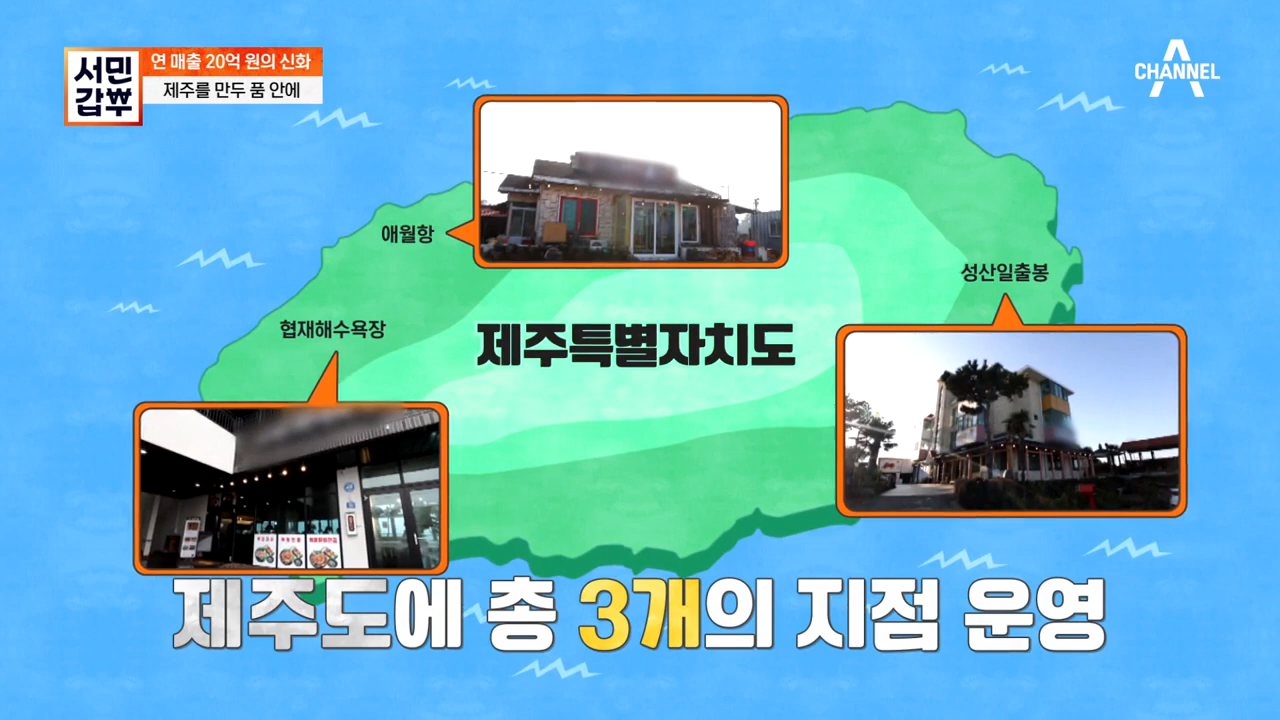 서민
갑부
연 매출 20억 원의 신화
제주를 만두 품 안에
CHANNEL A
애월항
성산일출봉
협재해수욕장
제주특별자치도
제주도에 총 3개의 지점 운영